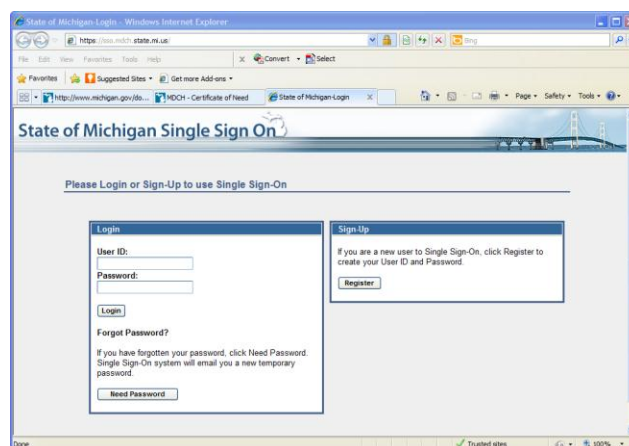 State of Michigan-Login - Windows Internet Explorer
https://sso.mdch.state.mi.us/
Bing
File Edit View Favorites Tools Help
X Convert Select
Favorites Suggested Sites Get more Add-ons
http://www.michigan.gov/do... MDCH - Certificate of Need State of Michigan-Login X
Page Safety Tools
State of Michigan Single Sign On
Please Login or Sign-Up to use Single Sign-On
Login
User ID:
Password:
Login
Forgot Password?
If you have forgotten your password, click Need Password.
Single Sign-On system will email you a new temporary
password.
Need Password
Sign-Up
If you are a new user to Single Sign-On, click Register to
create your User ID and Password.
Register
Done
Trusted sites
100%